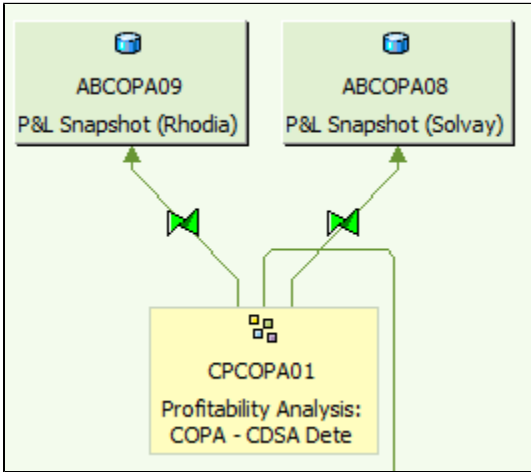 ABCOPA09
P&L Snapshot (Rhodia)
ABCOPA08
P&L Snapshot (Solvay)
CPCOPA01
Profitability Analysis:
COPA - CDSA Dete